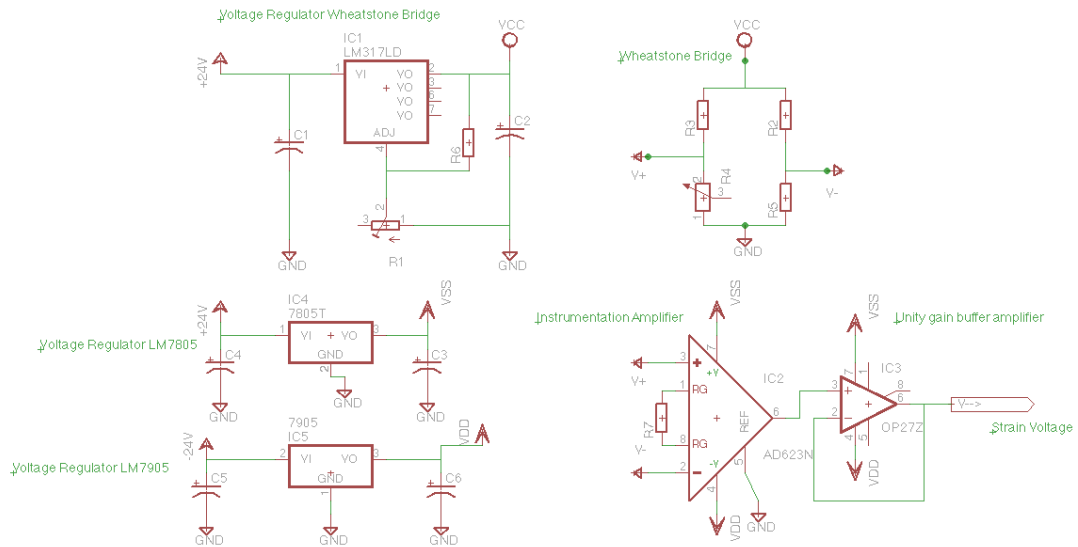 Voltage Regulator Wheatstone Bridge
IC1
LM317LD
+24V
1
VI
VO
2
VO
3
VO
6
VO
7
ADJ
4
C1
R6
C2
VCC
2
3
1
R1
GND
GND
Wheatstone Bridge
VCC
R3
R2
V+
V-
2
R4
3
1
R5
GND
Voltage Regulator LM7805
+24V
IC4
7805T
1
VI
VO
3
GND
2
VSS
C4
C3
GND
GND
GND
Voltage Regulator LM7905
-24V
7905
IC5
2
VI
VO
3
GND
1
VDD
C5
C6
GND
GND
GND
Instrumentation Amplifier
VSS
7
3
+V
V+
1
RG
R7
8
RG
V-
2
-V
4
VDD
IC2
6
REF
5
AD623N
GND
Unity gain buffer amplifier
VSS
7
1
IC3
3
8
6
2
4
5
OP27Z
VDD
V-->
Strain Voltage